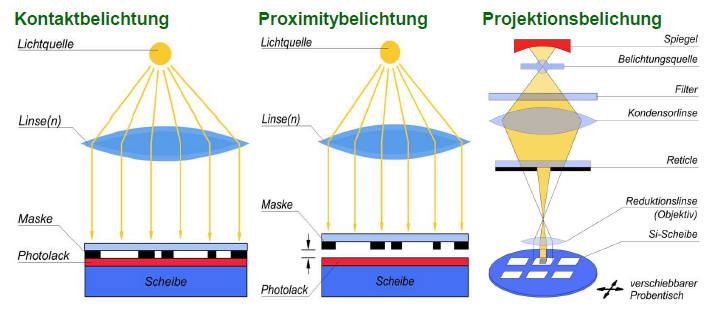 Kontaktbelichtung
Lichtquelle
Linse(n)
Maske
Photolack
Scheibe
Proximitybelichtung
Lichtquelle
Linse(n)
Maske
Photolack
Scheibe
Projektionsbelichung
Spiegel
Belichtungsquelle
Filter
Kondensorlinse
Reticle
Reduktionslinse
(Objektiv)
Si-Scheibe
verschiebbarer
Probentisch